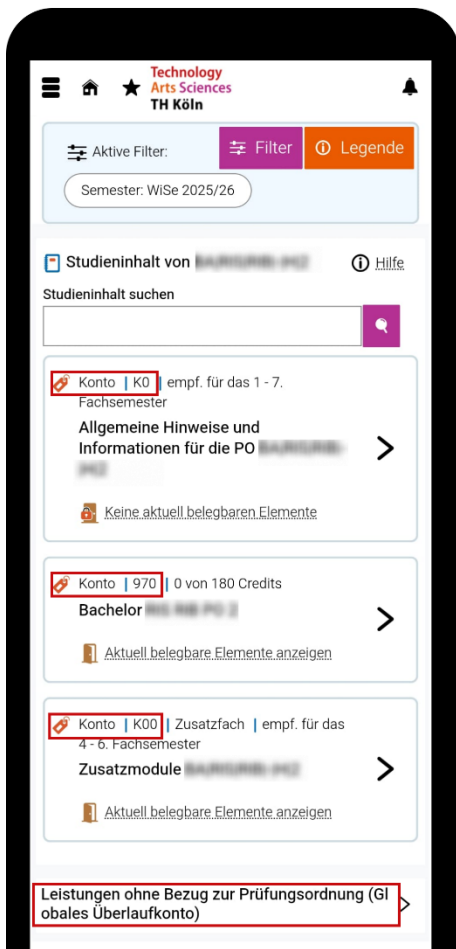 Technology
Arts Sciences
TH Köln
Aktive Filter:
Filter
Legende
Semester: WiSe 2025/26
Studieninhalt von
Hilfe
Studieninhalt suchen
Konto | K0 | empf. für das 1 - 7.
Fachsemester
Allgemeine Hinweise und
Informationen für die PO
Keine aktuell belegbaren Elemente
Konto | 970 | 0 von 180 Credits
Bachelor
Aktuell belegbare Elemente anzeigen
Konto | K00 | Zusatzfach | empf. für das
4 - 6. Fachsemester
Zusatzmodule
Aktuell belegbare Elemente anzeigen
Leistungen ohne Bezug zur Prüfungsordnung (Gl
obales Überlaufkonto)